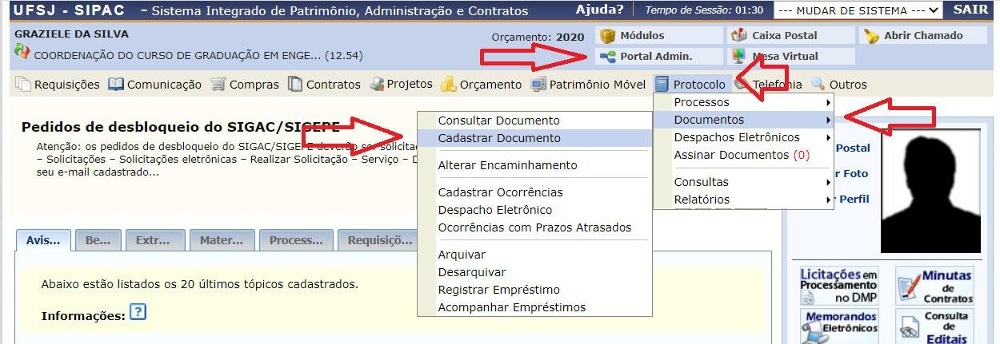 UFSJ - SIPAC - Sistema Integrado de Patrimônio, Administração e Contratos Ajuda? Tempo de Sessão: 01:30 --- MUDAR DE SISTEMA --- SAIR
GRAZIELE DA SILVA Orçamento: 2020 Módulos Caixa Postal Abrir Chamado
COORDENAÇÃO DO CURSO DE GRADUAÇÃO EM ENGE... (12.54) Portal Admin. Mesa Virtual
Requisições Comunicação Compras Contratos Projetos Orçamento Patrimônio Móvel Protocolo Telefonia Outros
Processos
Documentos
Despachos Eletrônicos
Assinar Documentos (0)
Consultas
Relatórios
Consultar Documento
Cadastrar Documento
Alterar Encaminhamento
Cadastrar Ocorrências
Despacho Eletrônico
Ocorrências com Prazos Atrasados
Arquivar
Desarquivar
Registrar Empréstimo
Acompanhar Empréstimos
Pedidos de desbloqueio do SIGAC/SIGEPE
Atenção: os pedidos de desbloqueio do SIGAC/SIGEPE deverão ser solicita
– Solicitações – Solicitações eletrônicas – Realizar Solicitação – Serviço – D
seu e-mail cadastrado...
Postal
r Foto
r Perfil
Avis... Be... Extr... Mater... Process... Requisiçõ...
Abaixo estão listados os 20 últimos tópicos cadastrados.
Informações: ?
Licitações em
Processamento
no DMP
Minutas
de
Contratos
Memorandos
Eletrônicos
Consulta
de
Editais